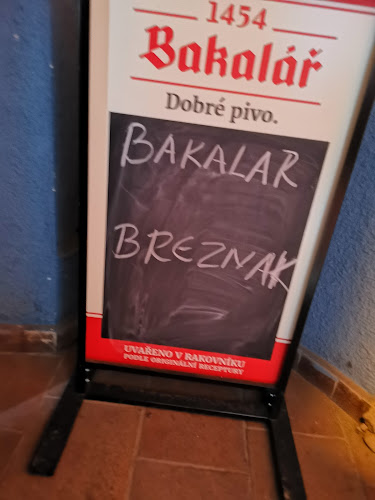 1454
Bakalář
Dobré pivo.
BAKALAR
BREZNAK
UVAŘENO V RAKOVNÍKU
PODLE ORIGINÁLNÍ RECEPTURY